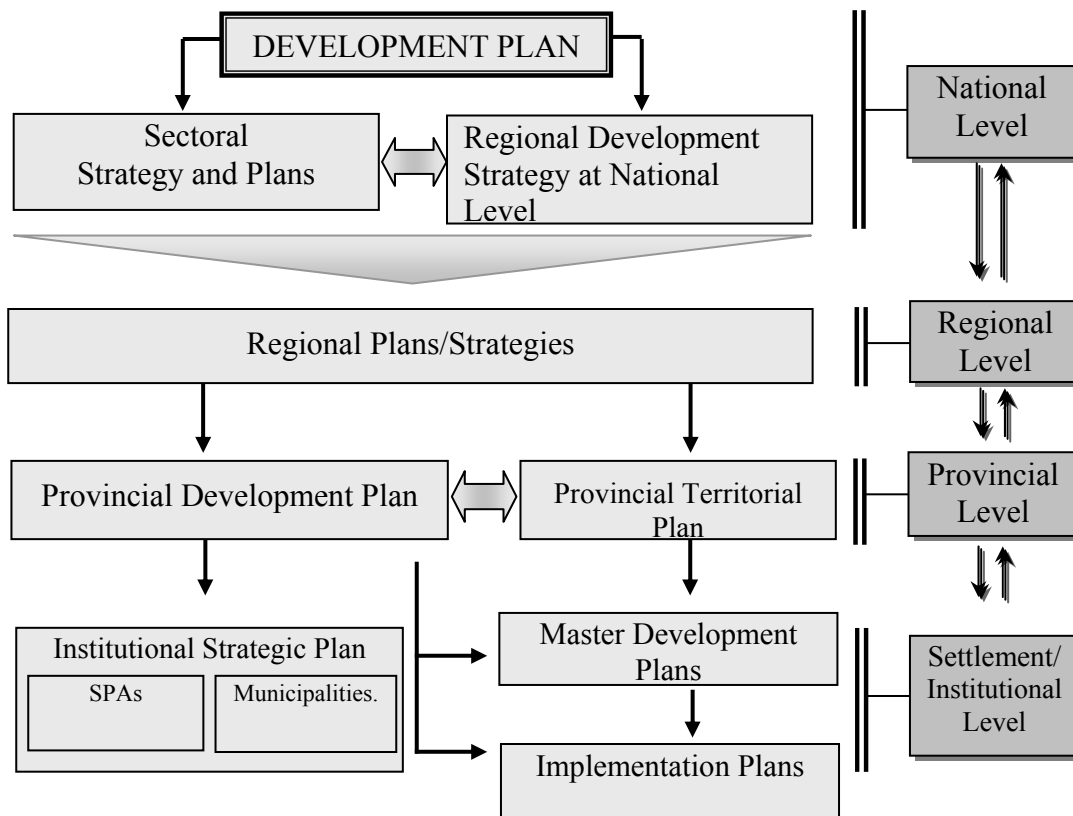 DEVELOPMENT PLAN
National
Level
Sectoral
Strategy and Plans
Regional Development
Strategy at National
Level
Regional Plans/Strategies
Regional
Level
Provincial Development Plan
Provincial Territorial
Plan
Provincial
Level
Institutional Strategic Plan
SPAs
Municipalities.
Master Development
Plans
Implementation Plans
Settlement/
Institutional
Level